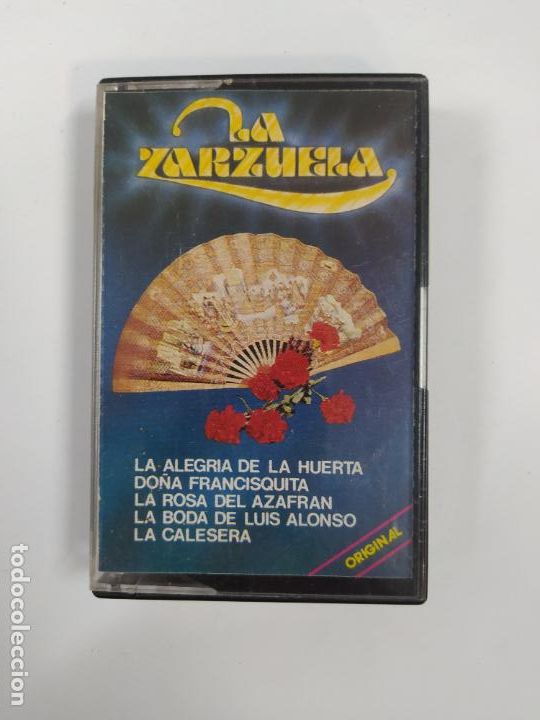 LA
ZARZUELA
LA ALEGRIA DE LA HUERTA
DOÑA FRANCISQUITA
LA ROSA DEL AZAFRAN
LA BODA DE LUIS ALONSO
LA CALESERA
ORIGINAL
todocoleccion.net